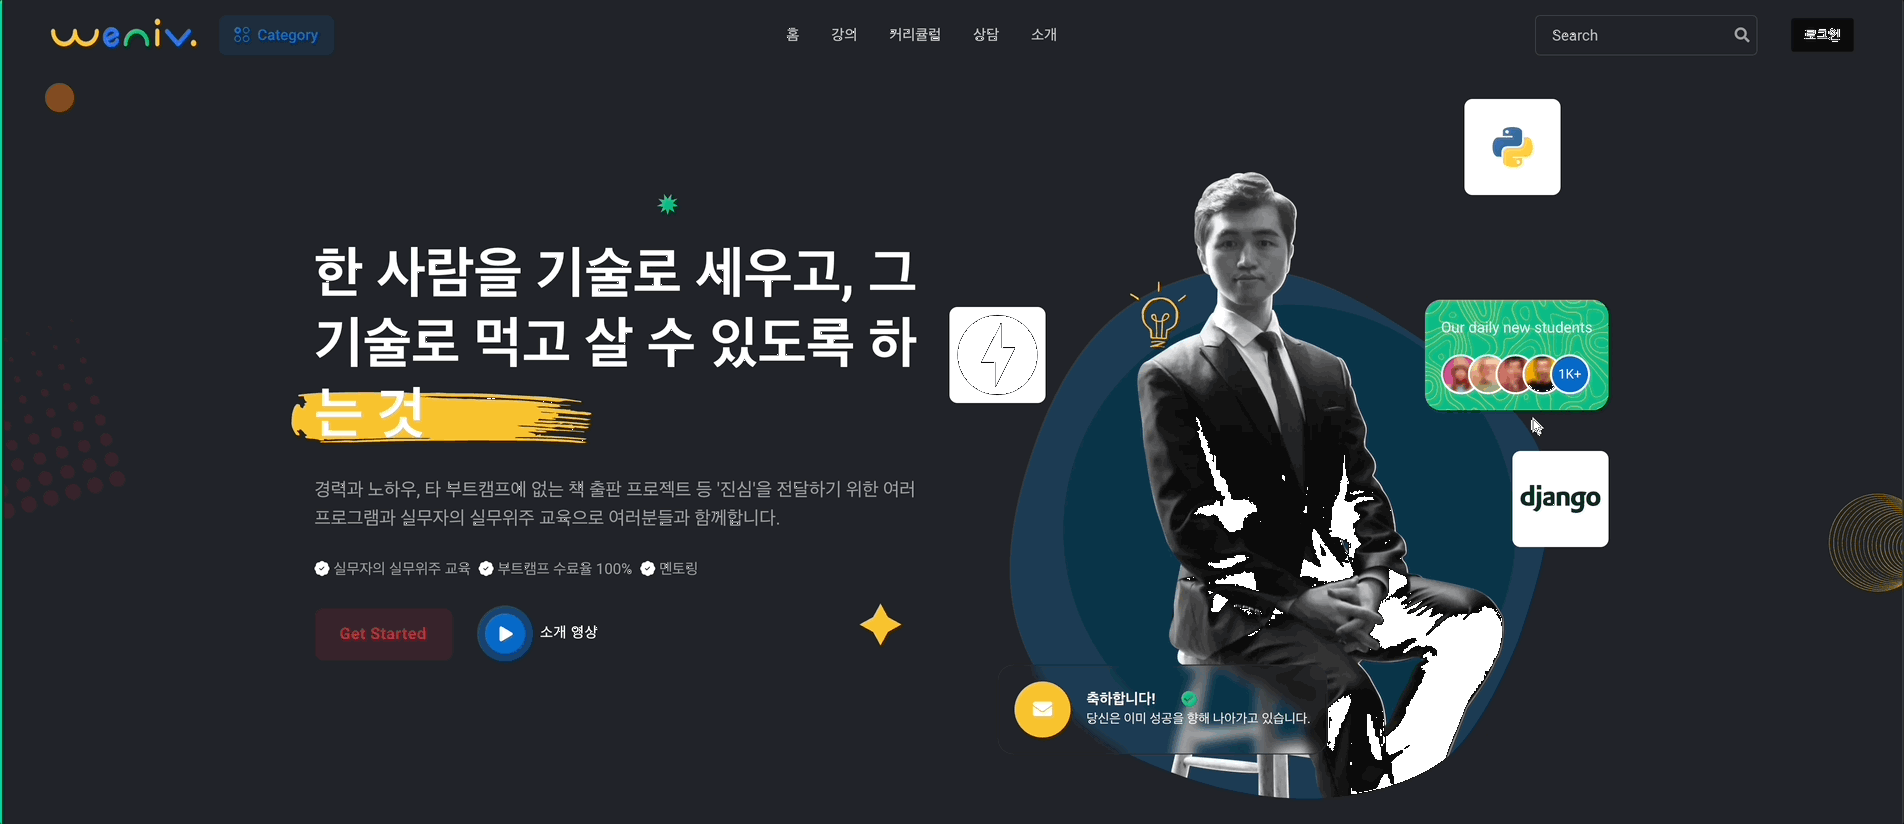 weniv.
Category
홈
강의
커리큘럼
상담
소개
Search
로그인
한 사람을 기술로 세우고, 그
기술로 먹고 살 수 있도록 하
는 것
경력과 노하우, 타 부트캠프에 없는 책 출판 프로젝트 등 '진심'을 전달하기 위한 여러
프로그램과 실무자의 실무위주 교육으로 여러분들과 함께합니다.
실무자의 실무위주 교육
부트캠프 수료율 100%
멘토링
Get Started
소개 영상
Our daily new students
1K+
django
축하합니다!
당신은 이미 성공을 향해 나아가고 있습니다.